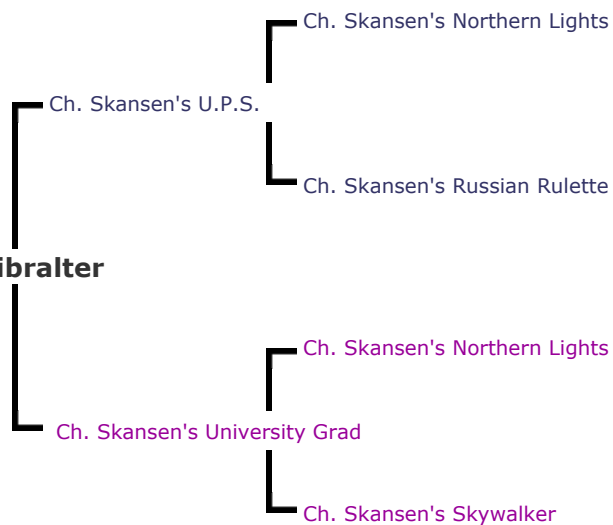 Ch. Skansen's Northern Lights
Ch. Skansen's U.P.S.
Ch. Skansen's Russian Rulette
ibralter
Ch. Skansen's Northern Lights
Ch. Skansen's University Grad
Ch. Skansen's Skywalker